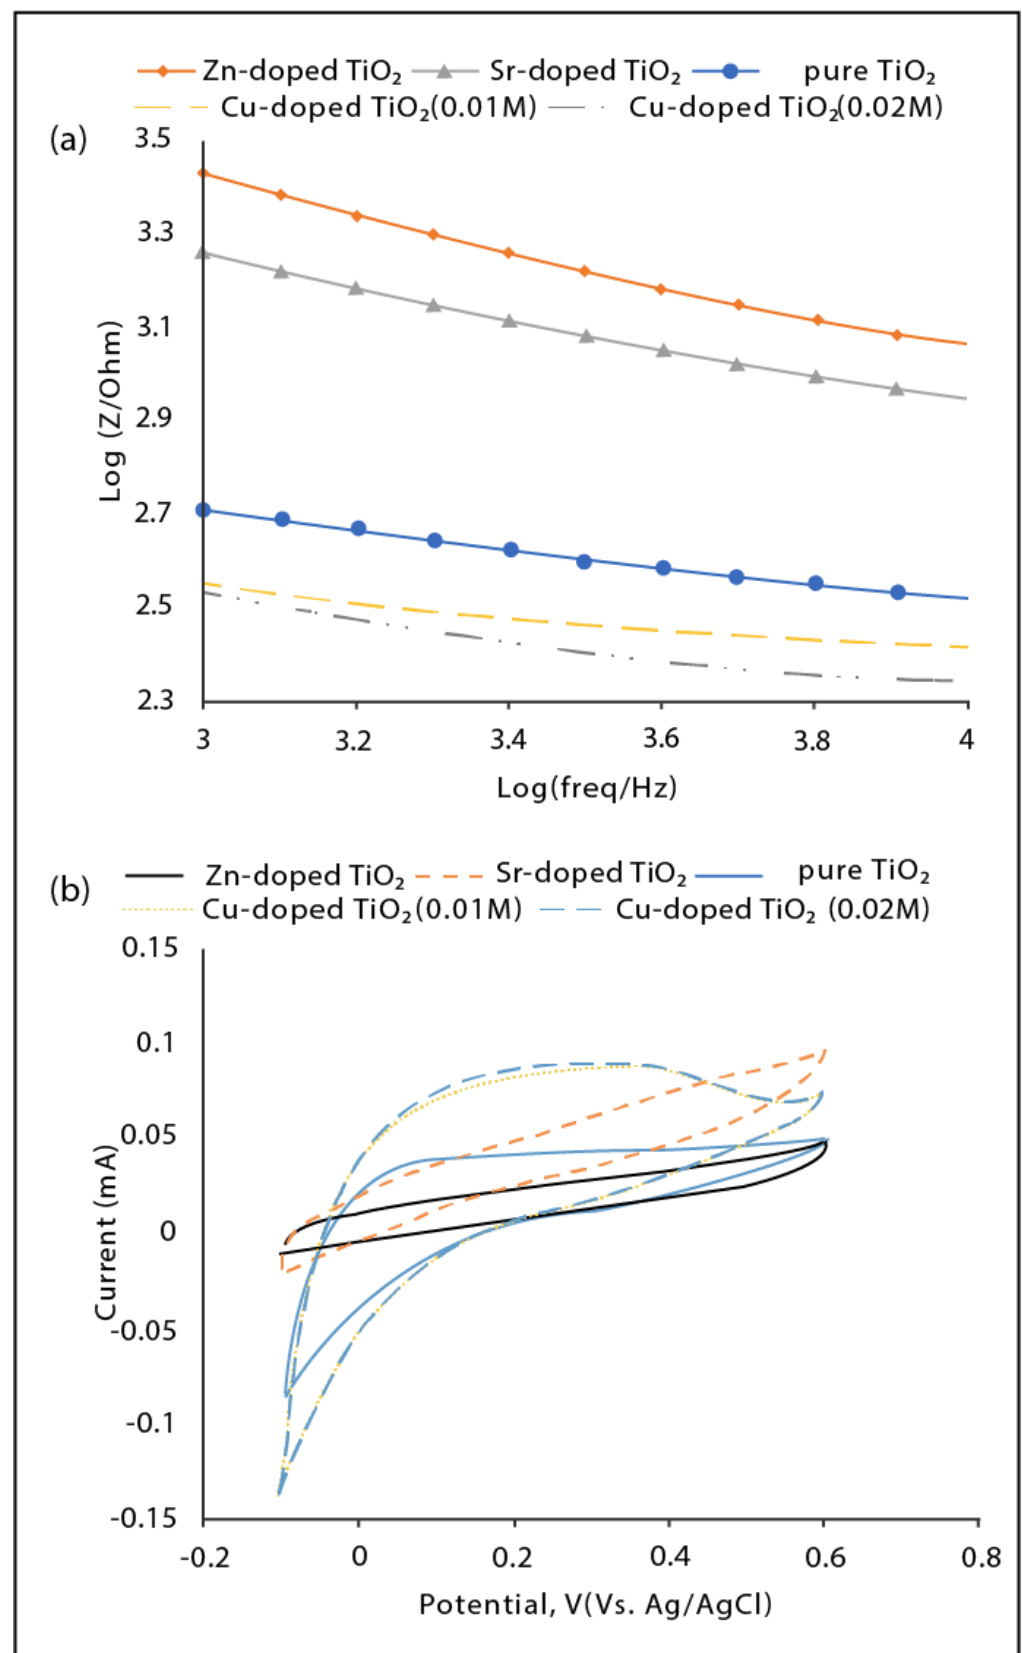 Zn-doped TiO₂ Sr-doped TiO₂ pure TiO₂
Cu-doped TiO₂(0.01M) Cu-doped TiO₂(0.02M)
(a)
3.5
3.3
3.1
2.9
2.7
2.5
2.3
Log (Z/Ohm)
3 3.2 3.4 3.6 3.8 4
Log(freq/Hz)
(b)
Zn-doped TiO₂ Sr-doped TiO₂ pure TiO₂
Cu-doped TiO₂(0.01M) Cu-doped TiO₂ (0.02M)
0.15
0.1
0.05
0
-0.05
-0.1
-0.15
Current (mA)
-0.2 0 0.2 0.4 0.6 0.8
Potential, V(Vs. Ag/AgCl)